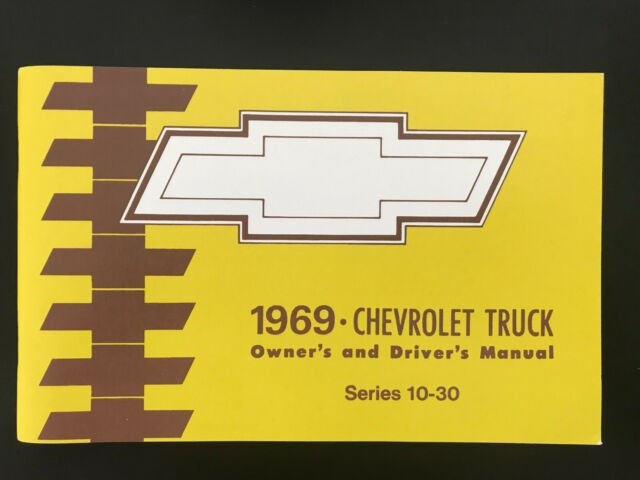 1969 · CHEVROLET TRUCK
Owner's and Driver's Manual
Series 10-30